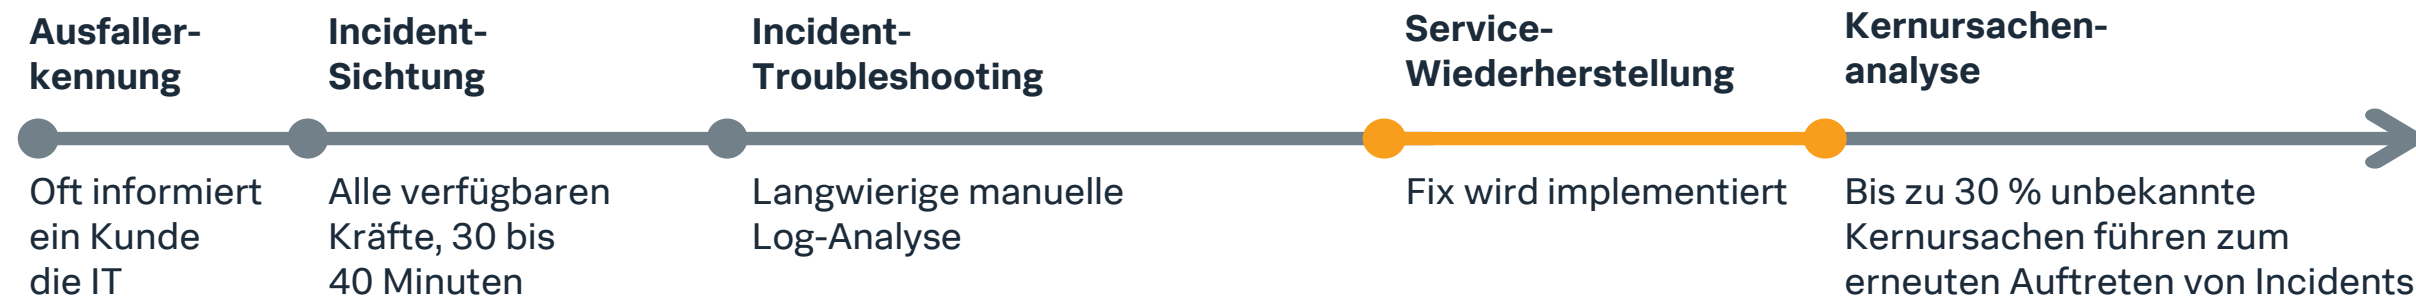 Ausfaller-
kennung
Oft informiert
ein Kunde
die IT
Incident-
Sichtung
Alle verfügbaren
Kräfte, 30 bis
40 Minuten
Incident-
Troubleshooting
Langwierige manuelle
Log-Analyse
Service-
Wiederherstellung
Fix wird implementiert
Kernursachen-
analyse
Bis zu 30 % unbekannte
Kernursachen führen zum
erneuten Auftreten von Incidents